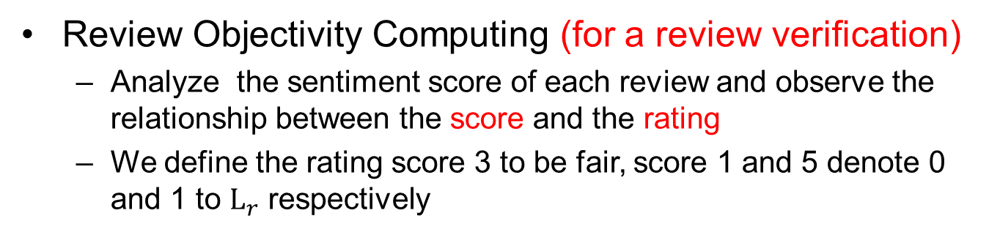 • Review Objectivity Computing (for a review verification)
– Analyze  the sentiment score of each review and observe the
relationship between the score and the rating
– We define the rating score 3 to be fair, score 1 and 5 denote 0
and 1 to L𝑟 respectively